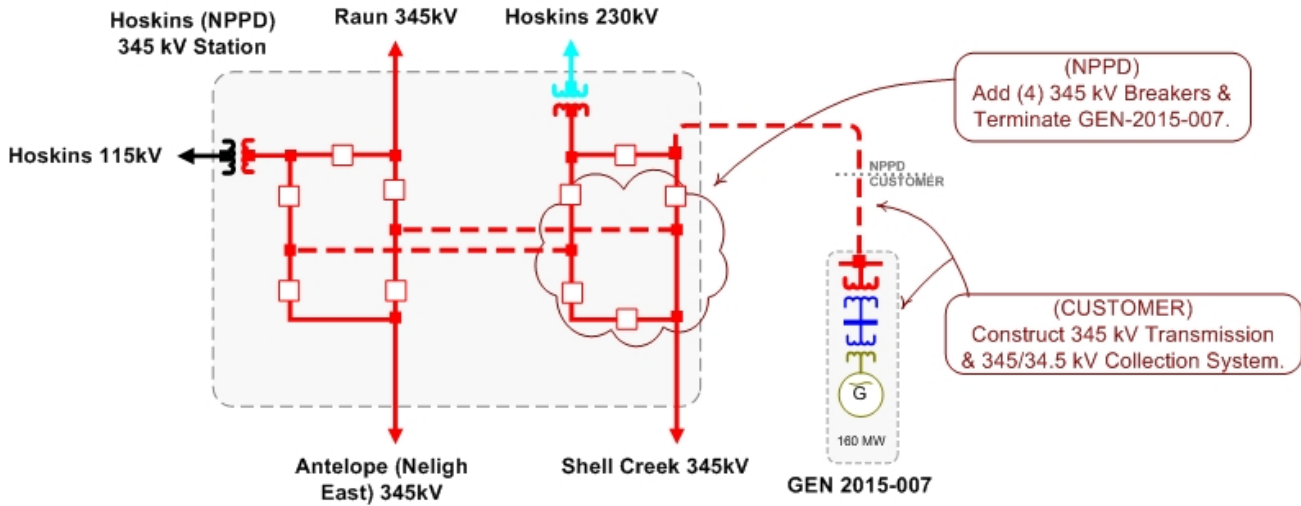 Hoskins (NPPD)
345 kV Station
Raun 345kV
Hoskins 230kV
(NPPD)
Add (4) 345 kV Breakers &
Terminate GEN-2015-007.
Hoskins 115kV
NPPD
CUSTOMER
(CUSTOMER)
Construct 345 kV Transmission
& 345/34.5 kV Collection System.
G
160 MW
Antelope (Neligh
East) 345kV
Shell Creek 345kV
GEN 2015-007